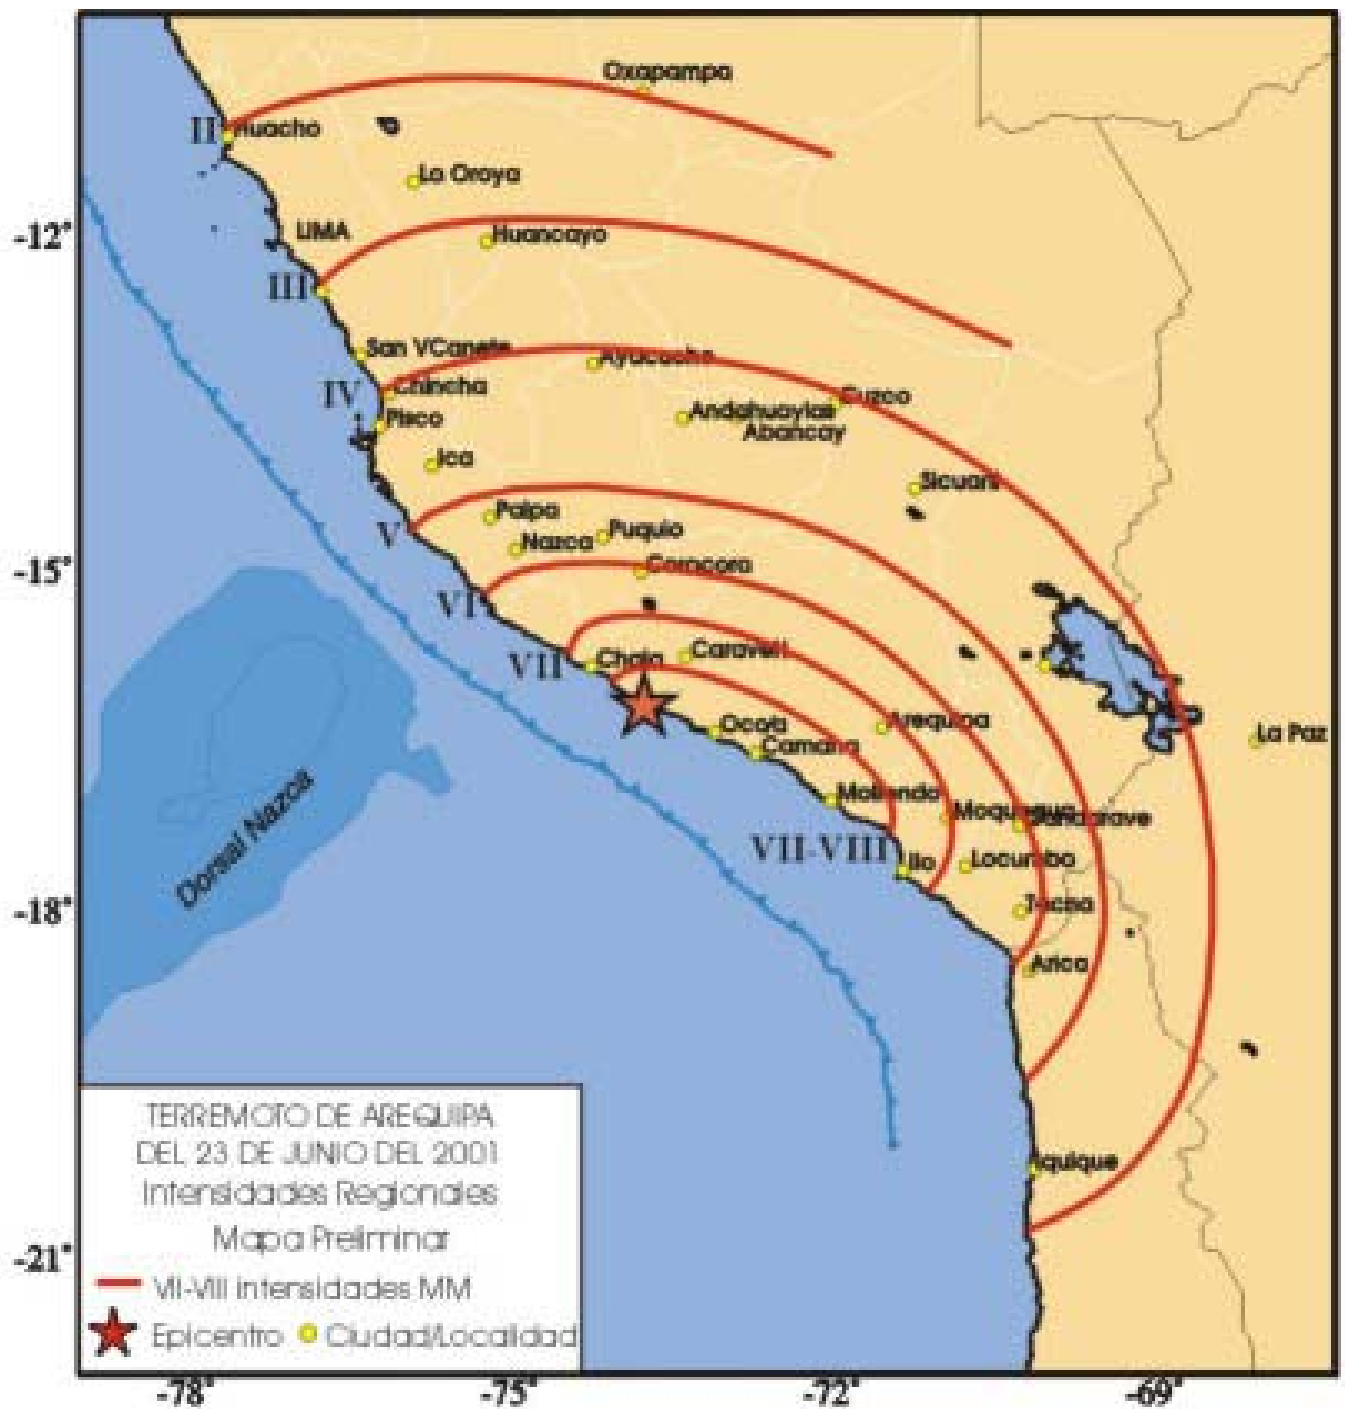 Oxapampa
II
Huacho
La Oroya
-12°
LIMA
Huancayo
III
San VCanete
Ayacucho
IV
Chincha
Cuzco
Pisco
Andahuaylas
Abancay
Ica
Sicuani
Palpa
V
Puquio
Nazca
-15°
Coracora
VI
Caraveli
VII
Chala
Ocoña
Arequipa
La Paz
Camana
Dorsal Nazca
Mollendo
Moquegua
VII-VIII
Ilo
Locumba
-18°
Tacna
Arica
TERREMOTO DE AREQUIPA
DEL 23 DE JUNIO DEL 2001
Intensidades Regionales
Iquique
Mapa Preliminar
-21°
VII-VIII Intensidades MM
Epicentro
Ciudad/Localidad
-78°
-75°
-72°
-69°